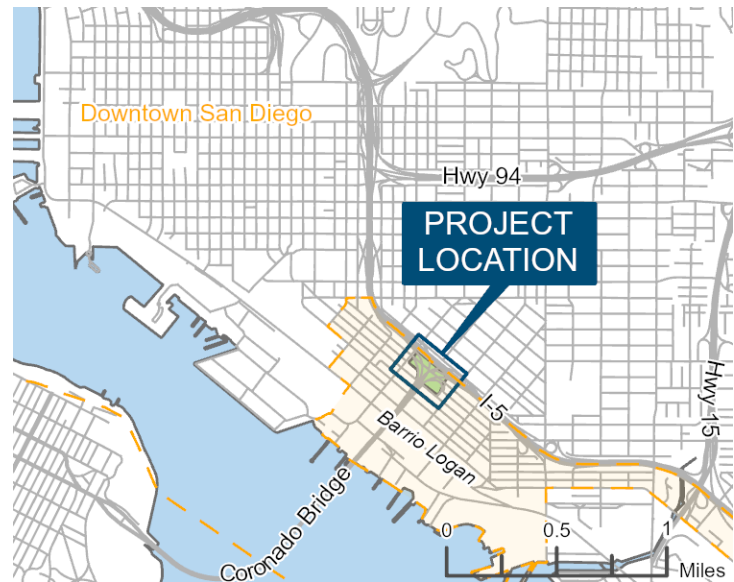 Downtown San Diego
Hwy 94
PROJECT
LOCATION
I-5
Hwy 15
Barrio Logan
Coronado Bridge
0 0.5 1
Miles